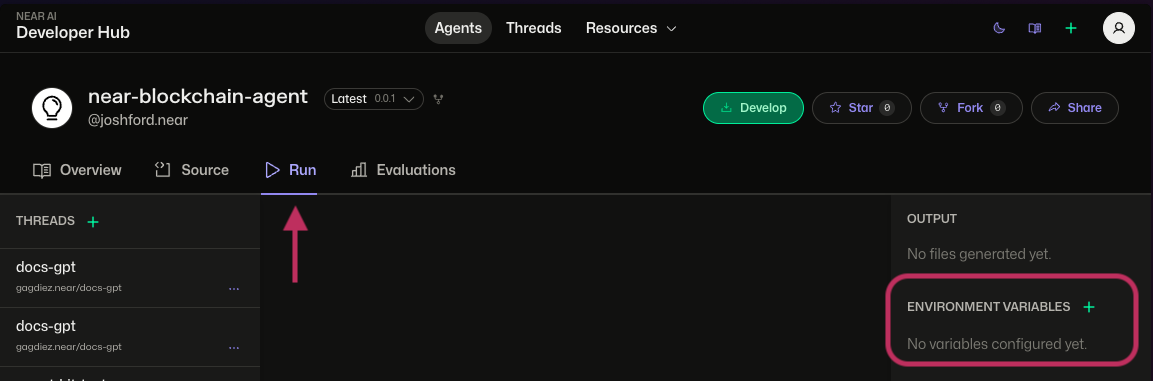 NEAR AI
Developer Hub
Agents
Threads
Resources
near-blockchain-agent
Latest 0.0.1
@joshford.near
Develop
Star 0
Fork 0
Share
Overview
Source
Run
Evaluations
THREADS +
docs-gpt
gagdiez.near/docs-gpt
...
docs-gpt
gagdiez.near/docs-gpt
...
OUTPUT
No files generated yet.
ENVIRONMENT VARIABLES +
No variables configured yet.